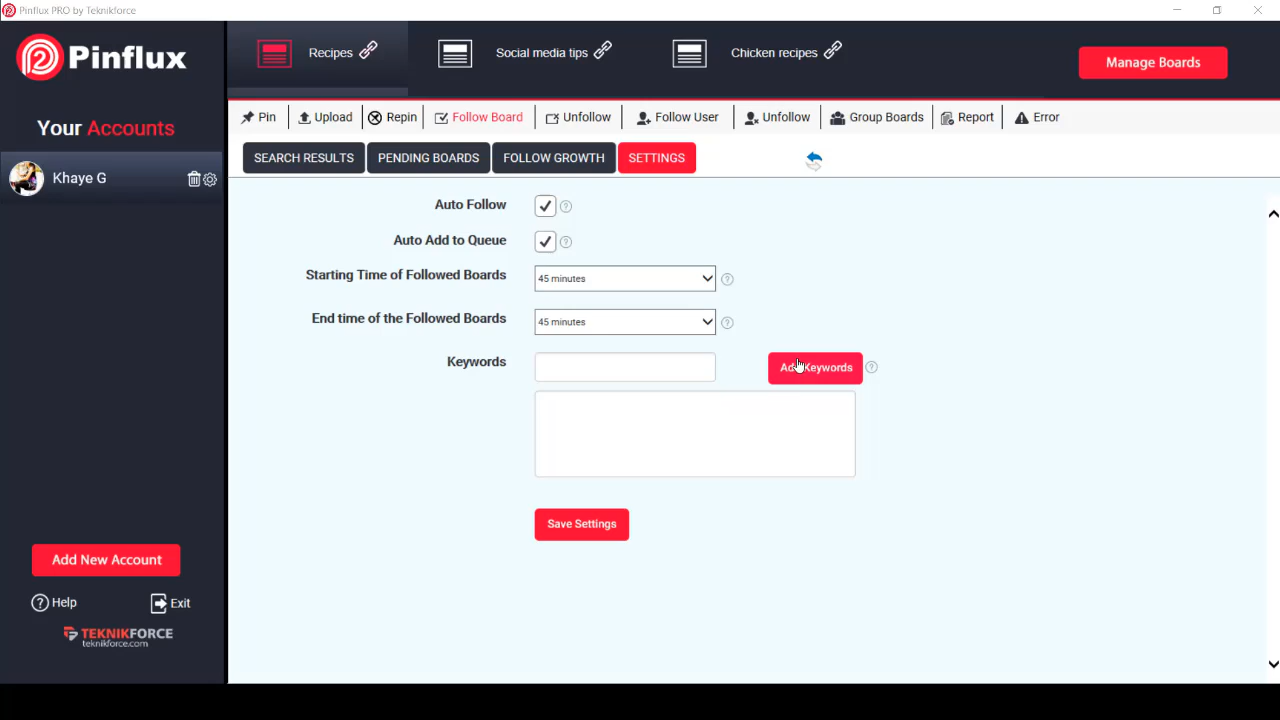 Pinflux PRO by Teknikforce
Pinflux
Recipes
Social media tips
Chicken recipes
Manage Boards
Your Accounts
Khaye G
Pin
Upload
Repin
Follow Board
Unfollow
Follow User
Unfollow
Group Boards
Report
Error
SEARCH RESULTS
PENDING BOARDS
FOLLOW GROWTH
SETTINGS
Auto Follow
?
Auto Add to Queue
?
Starting Time of Followed Boards
45 minutes
?
End time of the Followed Boards
45 minutes
?
Keywords
Add Keywords
?
Save Settings
Add New Account
? Help
Exit
TEKNIKFORCE
teknikforce.com